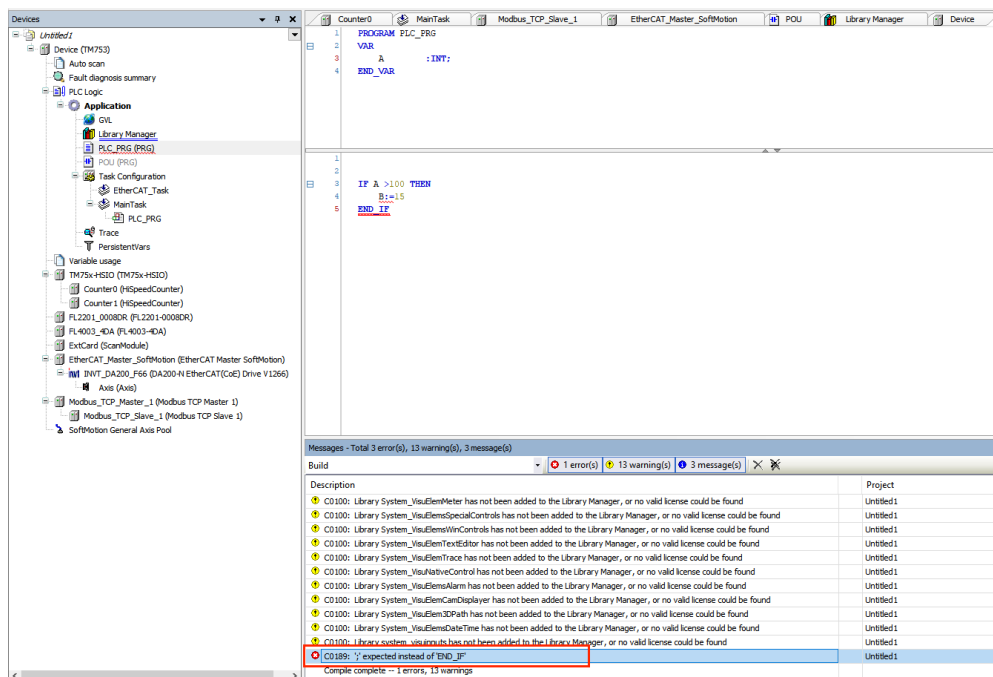 Devices
Untitled1
Device (TM753)
Auto scan
Fault diagnosis summary
PLC Logic
Application
GVL
Library Manager
PLC_PRG (PRG)
POU (PRG)
Task Configuration
EtherCAT_Task
MainTask
PLC_PRG
Trace
PersistentVars
Variable usage
TM75x-HSIO (TM75x-HSIO)
Counter0 (HiSpeedCounter)
Counter1 (HiSpeedCounter)
FL2201_0008DR (FL2201-0008DR)
FL4003_4DA (FL4003-4DA)
ExtCard (ScanModule)
EtherCAT_Master_SoftMotion (EtherCAT Master SoftMotion)
invt INVT_DA200_F66 (DA200-N EtherCAT(CoE) Drive V1266)
Axis (Axis)
Modbus_TCP_Master_1 (Modbus TCP Master 1)
Modbus_TCP_Slave_1 (Modbus TCP Slave 1)
SoftMotion General Axis Pool
Counter0 MainTask Modbus_TCP_Slave_1 EtherCAT_Master_SoftMotion POU Library Manager Device
1 PROGRAM PLC_PRG
2 VAR
3 A :INT;
4 END_VAR
1
2
3 IF A >100 THEN
4 B:=15
5 END_IF
Messages - Total 3 error(s), 13 warning(s), 3 message(s)
Build 1 error(s) 13 warning(s) 3 message(s)
Description Project
C0100: Library System_VisuElemMeter has not been added to the Library Manager, or no valid license could be found Untitled1
C0100: Library System_VisuElemsSpecialControls has not been added to the Library Manager, or no valid license could be found Untitled1
C0100: Library System_VisuElemsWinControls has not been added to the Library Manager, or no valid license could be found Untitled1
C0100: Library System_VisuElemTextEditor has not been added to the Library Manager, or no valid license could be found Untitled1
C0100: Library System_VisuElemTrace has not been added to the Library Manager, or no valid license could be found Untitled1
C0100: Library System_VisuNativeControl has not been added to the Library Manager, or no valid license could be found Untitled1
C0100: Library System_VisuElemsAlarm has not been added to the Library Manager, or no valid license could be found Untitled1
C0100: Library System_VisuElemCamDisplayer has not been added to the Library Manager, or no valid license could be found Untitled1
C0100: Library System_VisuElem3DPath has not been added to the Library Manager, or no valid license could be found Untitled1
C0100: Library System_VisuElemsDateTime has not been added to the Library Manager, or no valid license could be found Untitled1
C0100: Library system_visuinputs has not been added to the Library Manager, or no valid license could be found Untitled1
C0189: ';' expected instead of 'END_IF' Untitled1
Compile complete -- 1 errors, 13 warnings